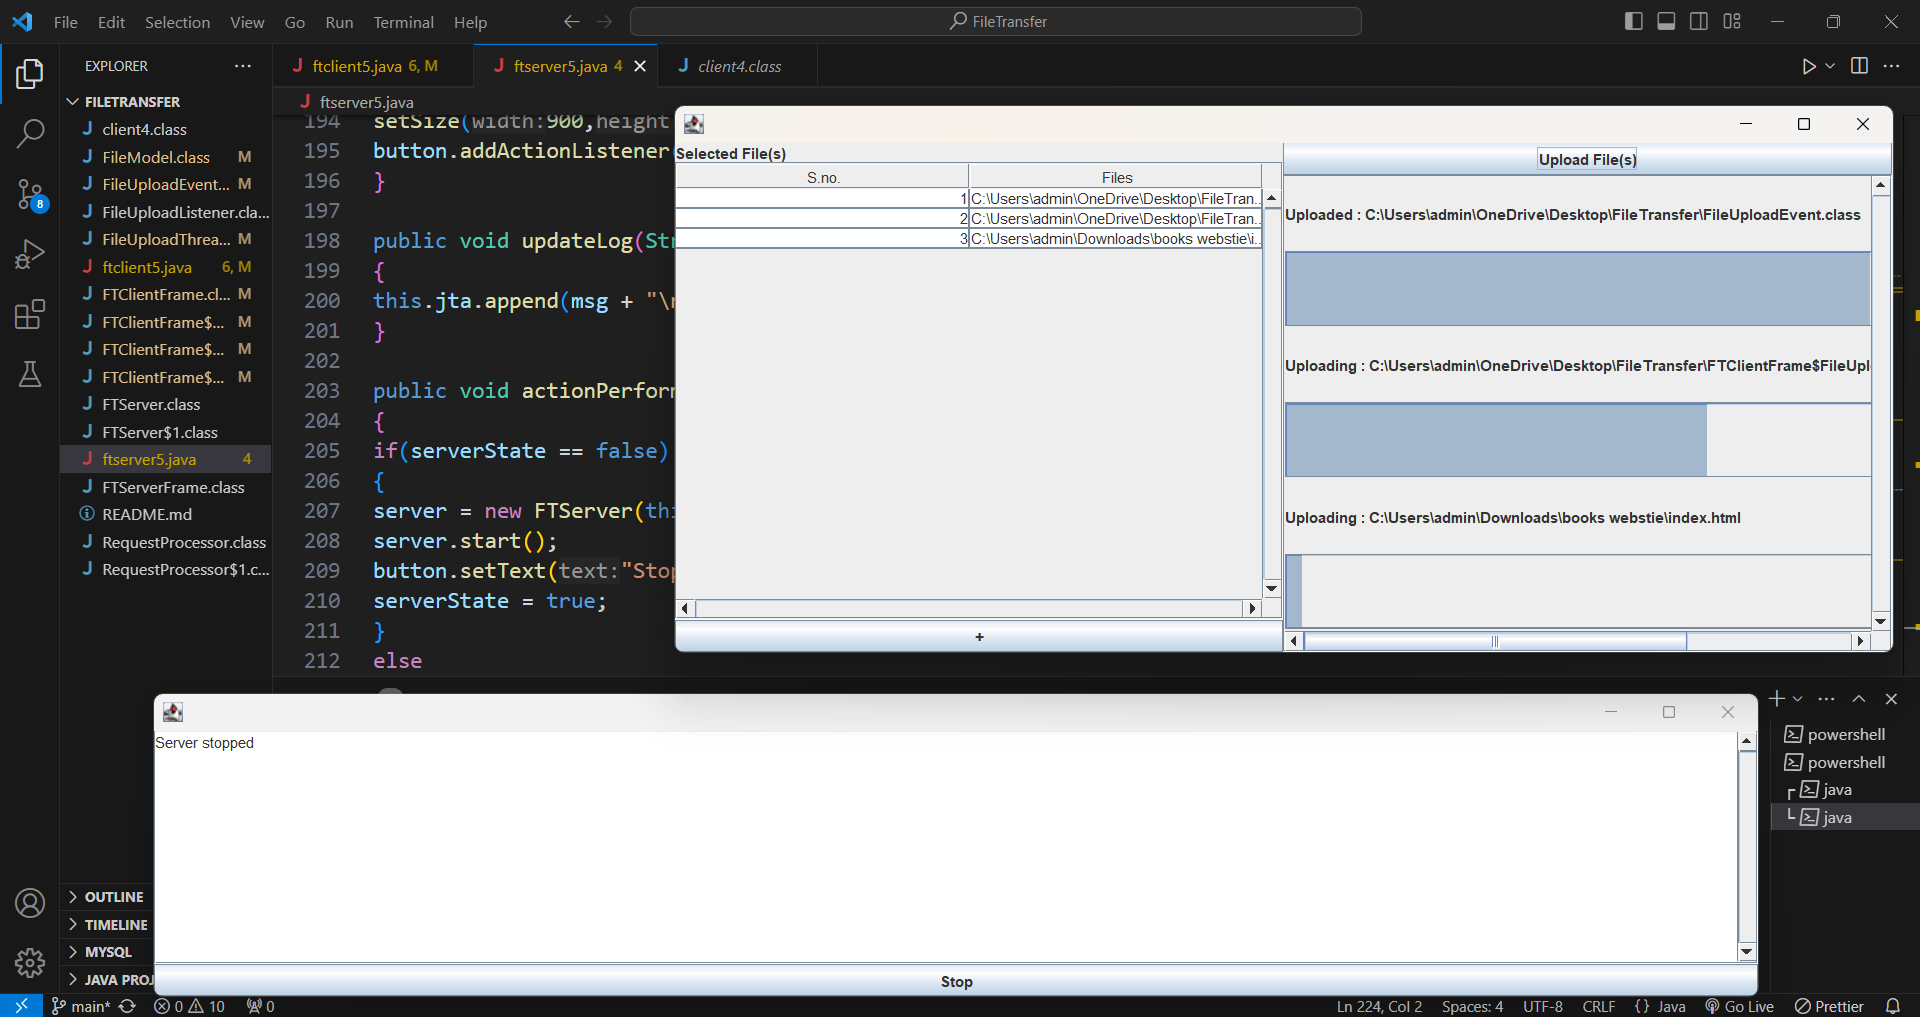 File Edit Selection View Go Run Terminal Help
FileTransfer
EXPLORER
ftclient5.java 6, M
ftserver5.java 4
client4.class
FILETRANSFER
client4.class
FileModel.class M
FileUploadEvent... M
FileUploadListener.cla...
FileUploadThrea... M
ftclient5.java 6, M
FTClientFrame.cl... M
FTClientFrame$... M
FTClientFrame$... M
FTClientFrame$... M
FTServer.class
FTServer$1.class
ftserver5.java 4
FTServerFrame.class
README.md
RequestProcessor.class
RequestProcessor$1.c...
8
OUTLINE
TIMELINE
MYSQL
JAVA PROJ
ftserver5.java
194 setSize(width:900,height
195 button.addActionListener(
196 }
197
198 public void updateLog(Str
199 {
200 this.jta.append(msg + "\n
201 }
202
203 public void actionPerform
204 {
205 if(serverState == false)
206 {
207 server = new FTServer(thi
208 server.start();
209 button.setText(text:"Stop
210 serverState = true;
211 }
212 else
Selected File(s)
S.no. Files
1 C:\Users\admin\OneDrive\Desktop\FileTran...
2 C:\Users\admin\OneDrive\Desktop\FileTran...
3 C:\Users\admin\Downloads\books webstie\i...
+
Upload File(s)
Uploaded : C:\Users\admin\OneDrive\Desktop\FileTransfer\FileUploadEvent.class
Uploading : C:\Users\admin\OneDrive\Desktop\FileTransfer\FTClientFrame$FileUpl
Uploading : C:\Users\admin\Downloads\books webstie\index.html
Server stopped
Stop
powershell
powershell
java
java
main* 0 10 0
Ln 224, Col 2 Spaces: 4 UTF-8 CRLF {} Java Go Live Prettier